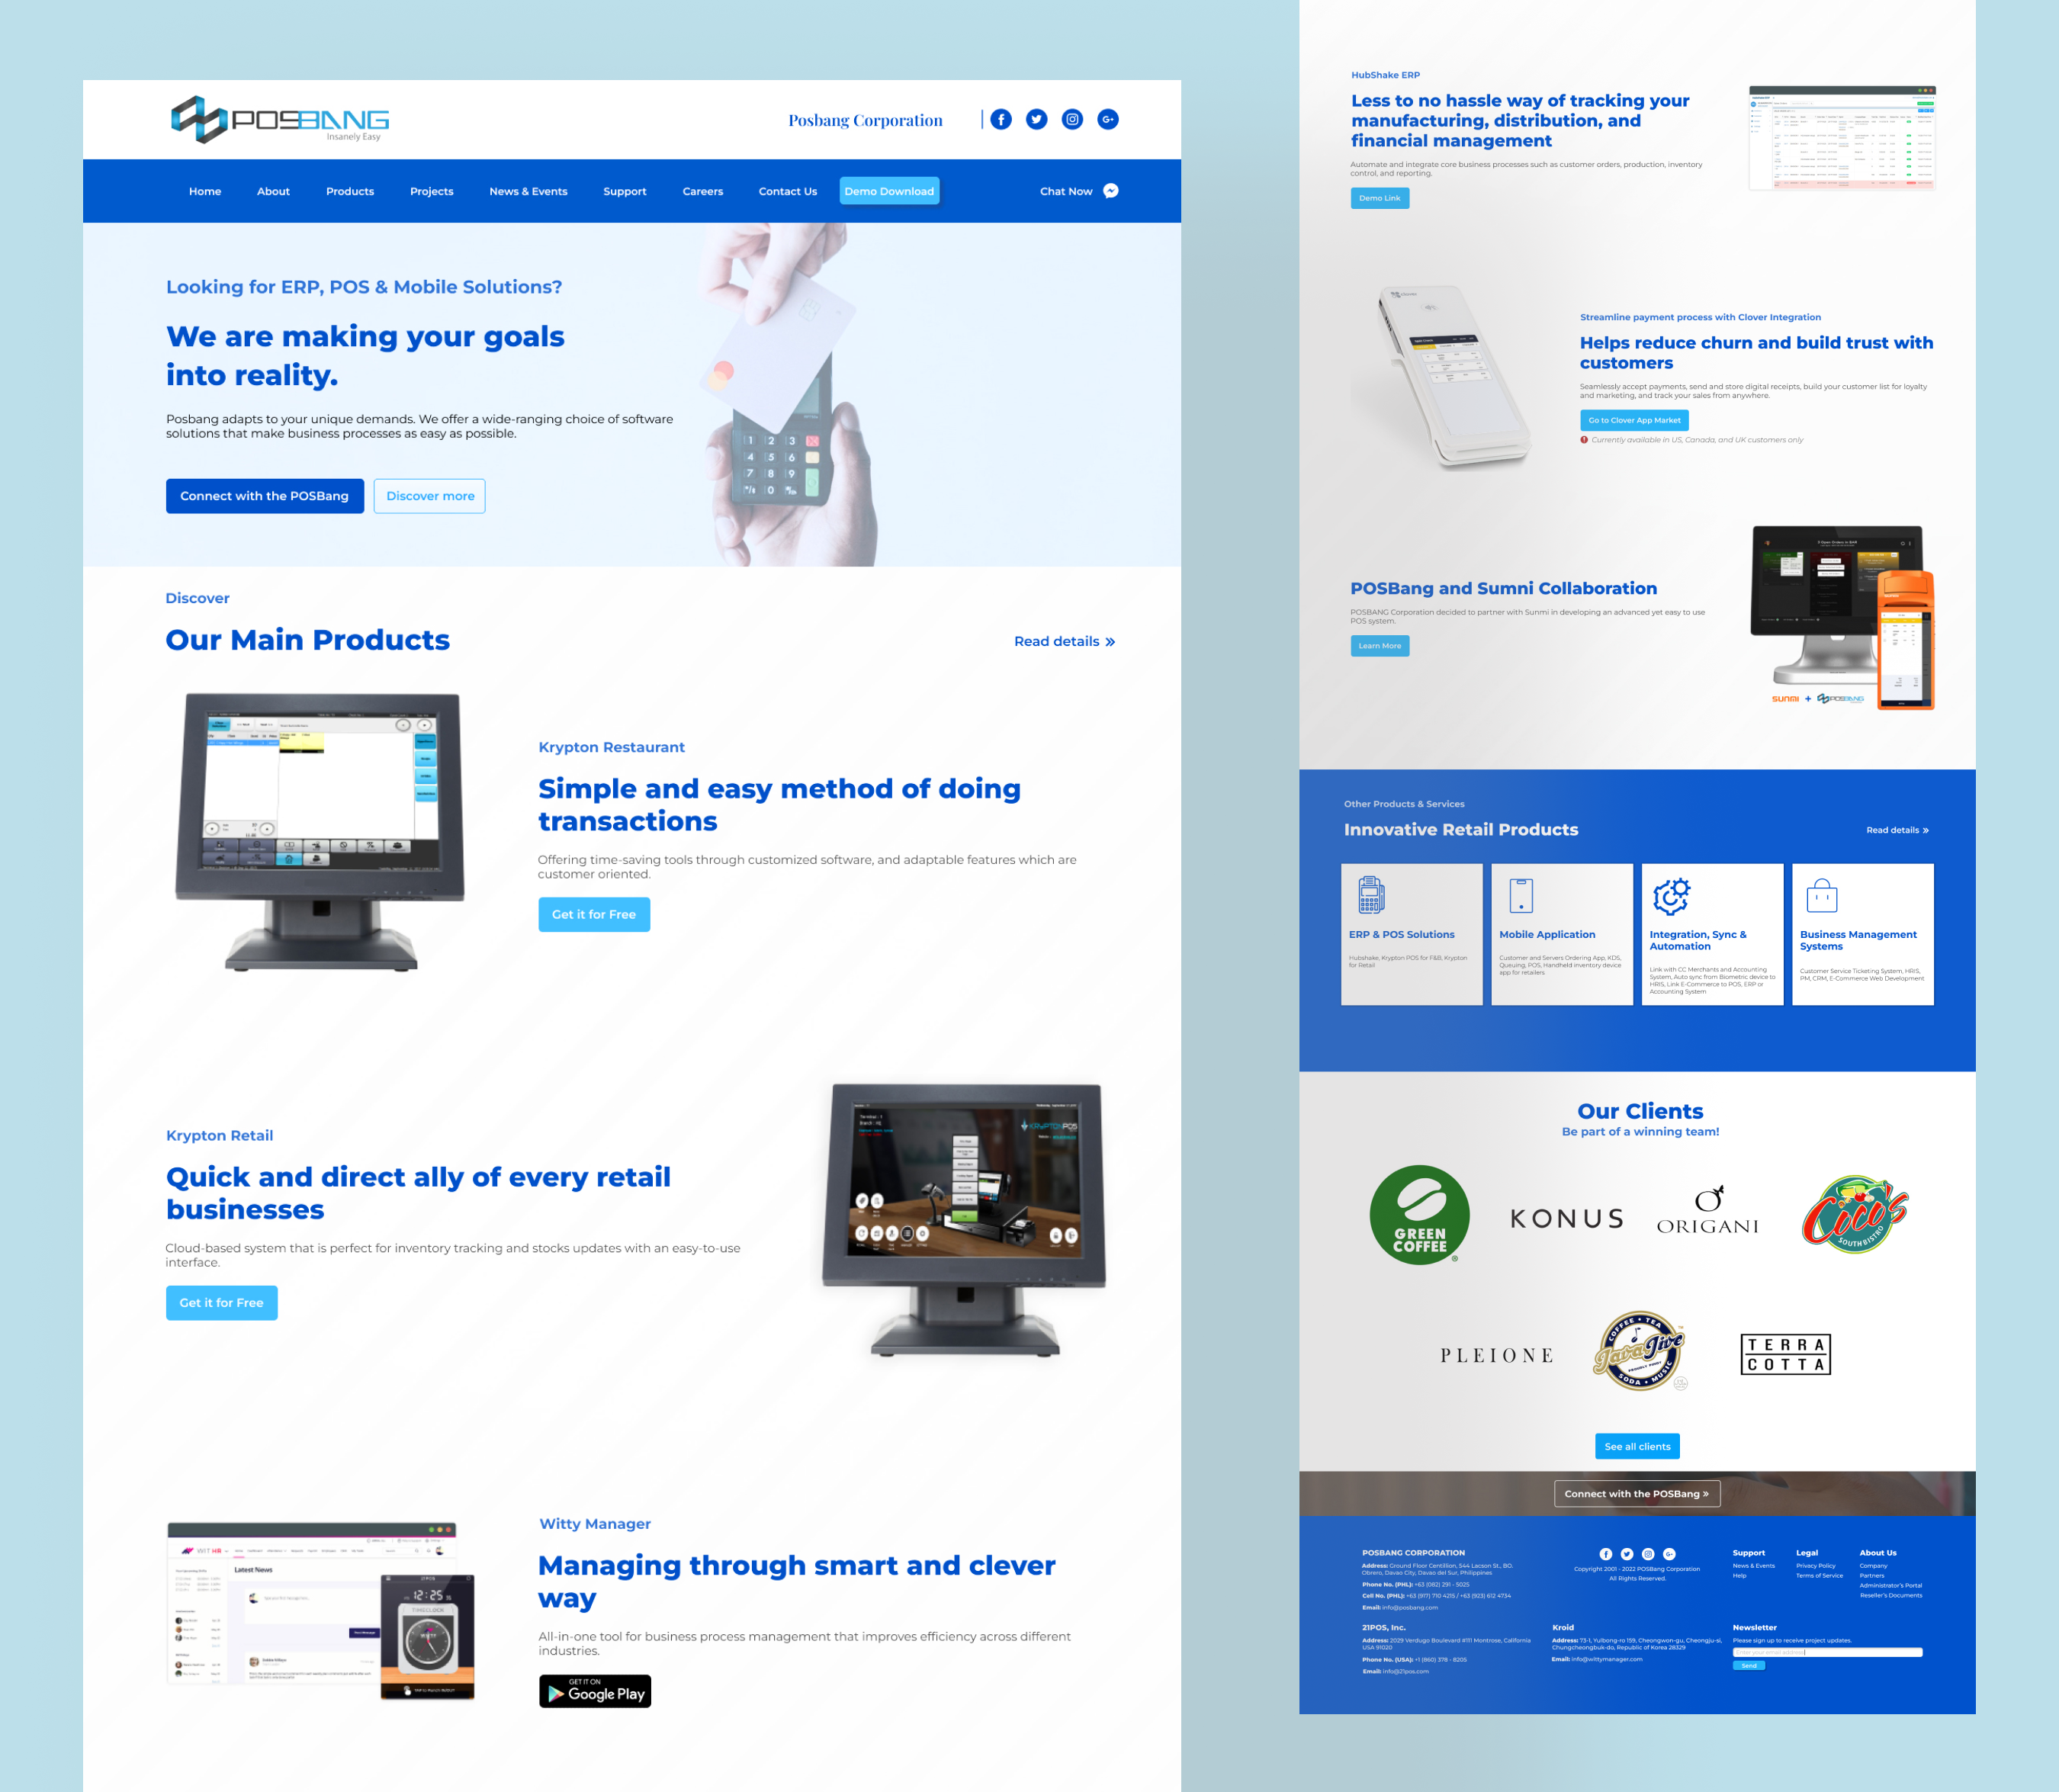 POSBANG
Insanely Easy
Posbang Corporation
Home
About
Products
Projects
News & Events
Support
Careers
Contact Us
Demo Download
Chat Now
Looking for ERP, POS & Mobile Solutions?
We are making your goals
into reality.
Posbang adapts to your unique demands. We offer a wide-ranging choice of software
solutions that make business processes as easy as possible.
Connect with the POSBang
Discover more
Discover
Our Main Products
Read details »
Krypton Restaurant
Simple and easy method of doing
transactions
Offering time-saving tools through customized software, and adaptable features which are
customer oriented.
Get it for Free
Krypton Retail
Quick and direct ally of every retail
businesses
Cloud-based system that is perfect for inventory tracking and stocks updates with an easy-to-use
interface.
Get it for Free
KRYPTONPOS
WIT HR
Latest News
12:25
TIMECLOCK
Witty Manager
Managing through smart and clever
way
All-in-one tool for business process management that improves efficiency across different
industries.
GET IT ON
Google Play
HubShake ERP
Less to no hassle way of tracking your
manufacturing, distribution, and
financial management
Automate and integrate core business processes such as customer orders, production, inventory
control, and reporting.
Demo Link
Streamline payment process with Clover Integration
Helps reduce churn and build trust with
customers
Seamlessly accept payments, send and store digital receipts, build your customer list for loyalty
and marketing, and track your sales from anywhere.
Go to Clover App Market
Currently available in US, Canada, and UK customers only
POSBang and Sumni Collaboration
POSBANG Corporation decided to partner with Sunmi in developing an advanced yet easy to use
POS system.
Learn More
SUNMI + POSBANG
Other Products & Services
Innovative Retail Products
Read details »
ERP & POS Solutions
Hubshake, Krypton POS for F&B, Krypton
for Retail
Mobile Application
Customer and Servers Ordering App, KDS,
Queuing, POS, Handheld inventory device
app for retailers
Integration, Sync &
Automation
Link with CC Merchants and Accounting
System, Auto sync from Biometric device to
HRIS, Link E-Commerce to POS, ERP or
Accounting System
Business Management
Systems
Customer Service Ticketing System, HRIS,
PM, CRM, E-Commerce Web Development
Our Clients
Be part of a winning team!
GREEN
COFFEE
KONUS
ORIGANI
Coco's
SOUTH BISTRO
PLEIONE
COFFEE • TEA
JavaJive
SODA • MUSIC
TERRA
COTTA
See all clients
Connect with the POSBang »
POSBANG CORPORATION
Address: Ground Floor Centillion, 544 Lacson St., BO.
Obrero, Davao City, Davao del Sur, Philippines
Phone No. (PHL): +63 (082) 291 - 5025
Cell No. (PHL): +63 (917) 710 4215 / +63 (923) 612 4734
Email: info@posbang.com
Copyright 2001 - 2022 POSBang Corporation
All Rights Reserved.
Support
News & Events
Help
Legal
Privacy Policy
Terms of Service
About Us
Company
Partners
Administrator's Portal
Reseller's Documents
21POS, Inc.
Address: 2029 Verdugo Boulevard #111 Montrose, California
USA 91020
Phone No. (USA): +1 (860) 378 - 8205
Email: info@21pos.com
Kroid
Address: 73-1, Yulbong-ro 159, Cheongwon-gu, Cheongju-si,
Chungcheongbuk-do, Republic of Korea 28329
Email: info@wittymanager.com
Newsletter
Please sign up to receive project updates.
Enter your email address
Send